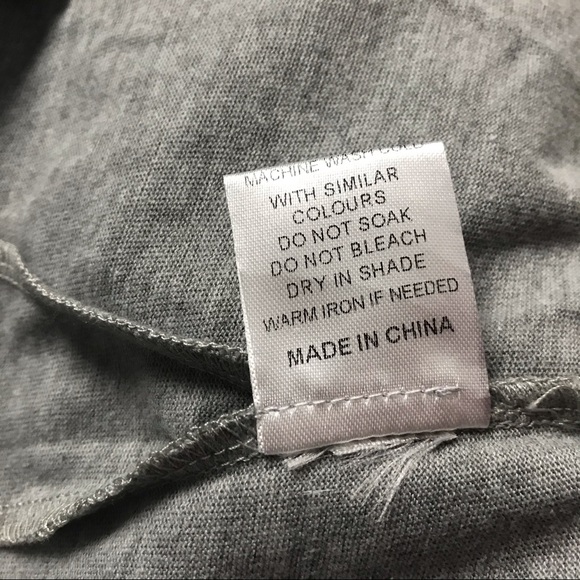 MACHINE WASH COLD
WITH SIMILAR
COLOURS
DO NOT SOAK
DO NOT BLEACH
DRY IN SHADE
WARM IRON IF NEEDED
MADE IN CHINA